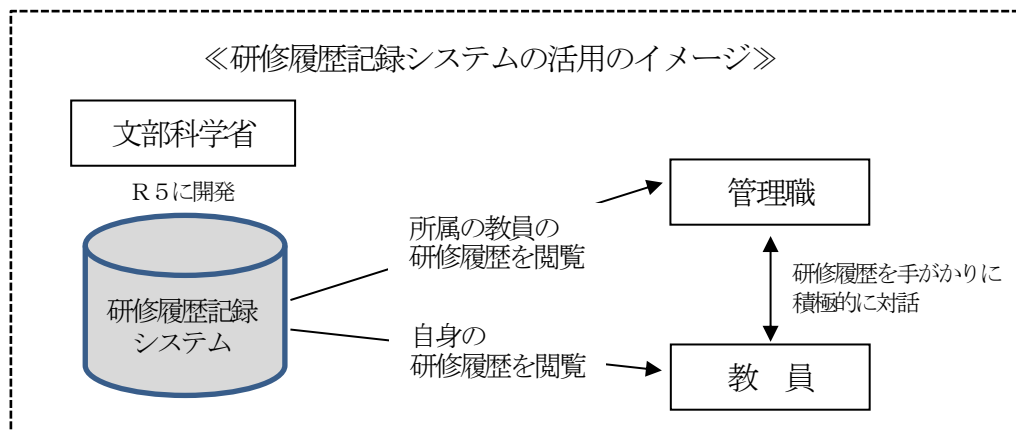 ≪研修履歴記録システムの活用のイメージ≫
文部科学省
Ｒ５に開発
研修履歴記録
システム
所属の教員の
研修履歴を閲覧
自身の
研修履歴を閲覧
管理職
研修履歴を手がかりに
積極的に対話
教　員